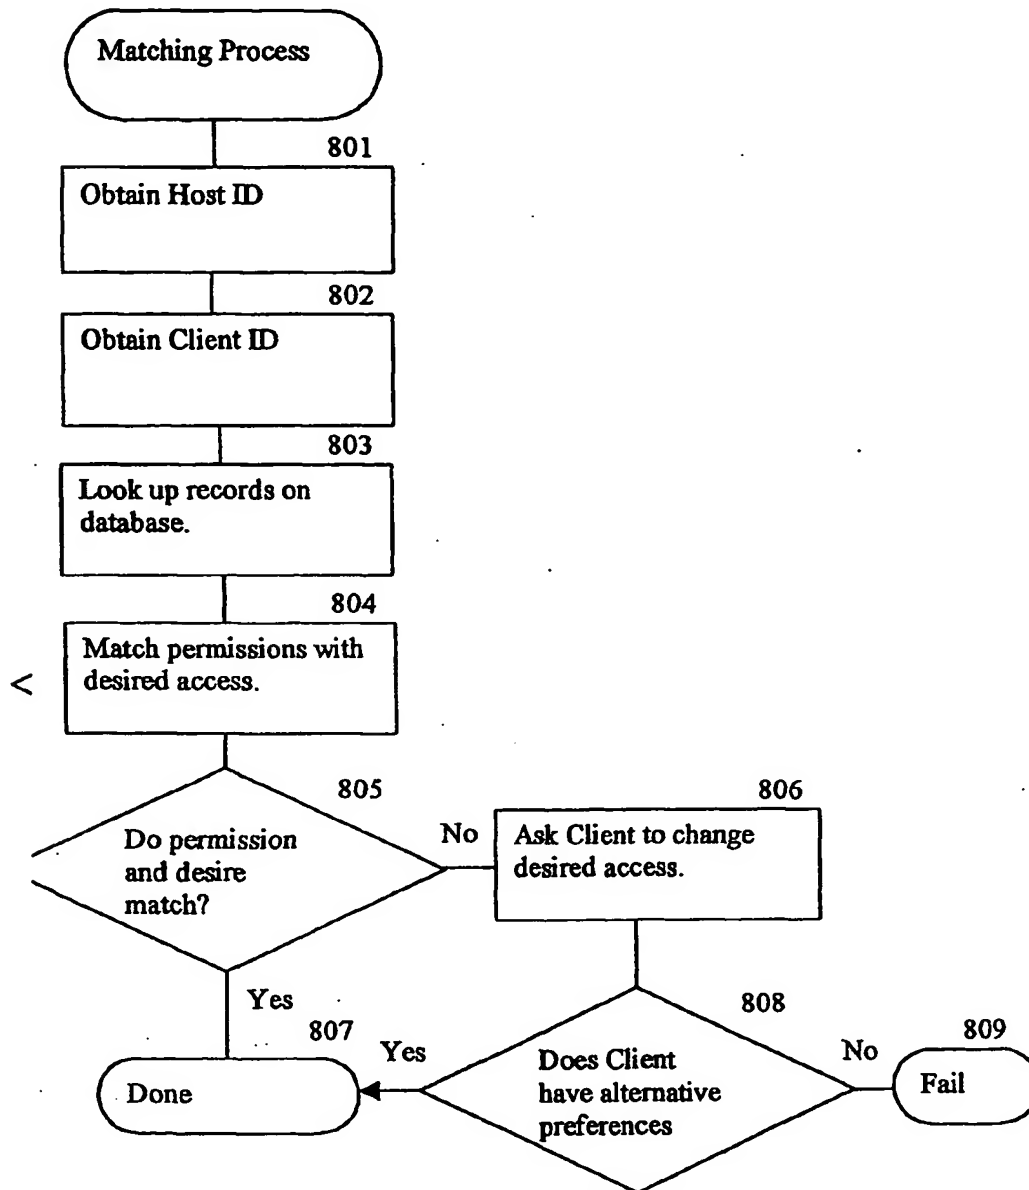 Matching Process
801
Obtain Host ID
802
Obtain Client ID
803
Look up records on
database.
804
Match permissions with
desired access.
<
805
Do permission
and desire
match?
No
806
Ask Client to change
desired access.
Yes
807
Done
Yes
808
Does Client
have alternative
preferences
No
809
Fail